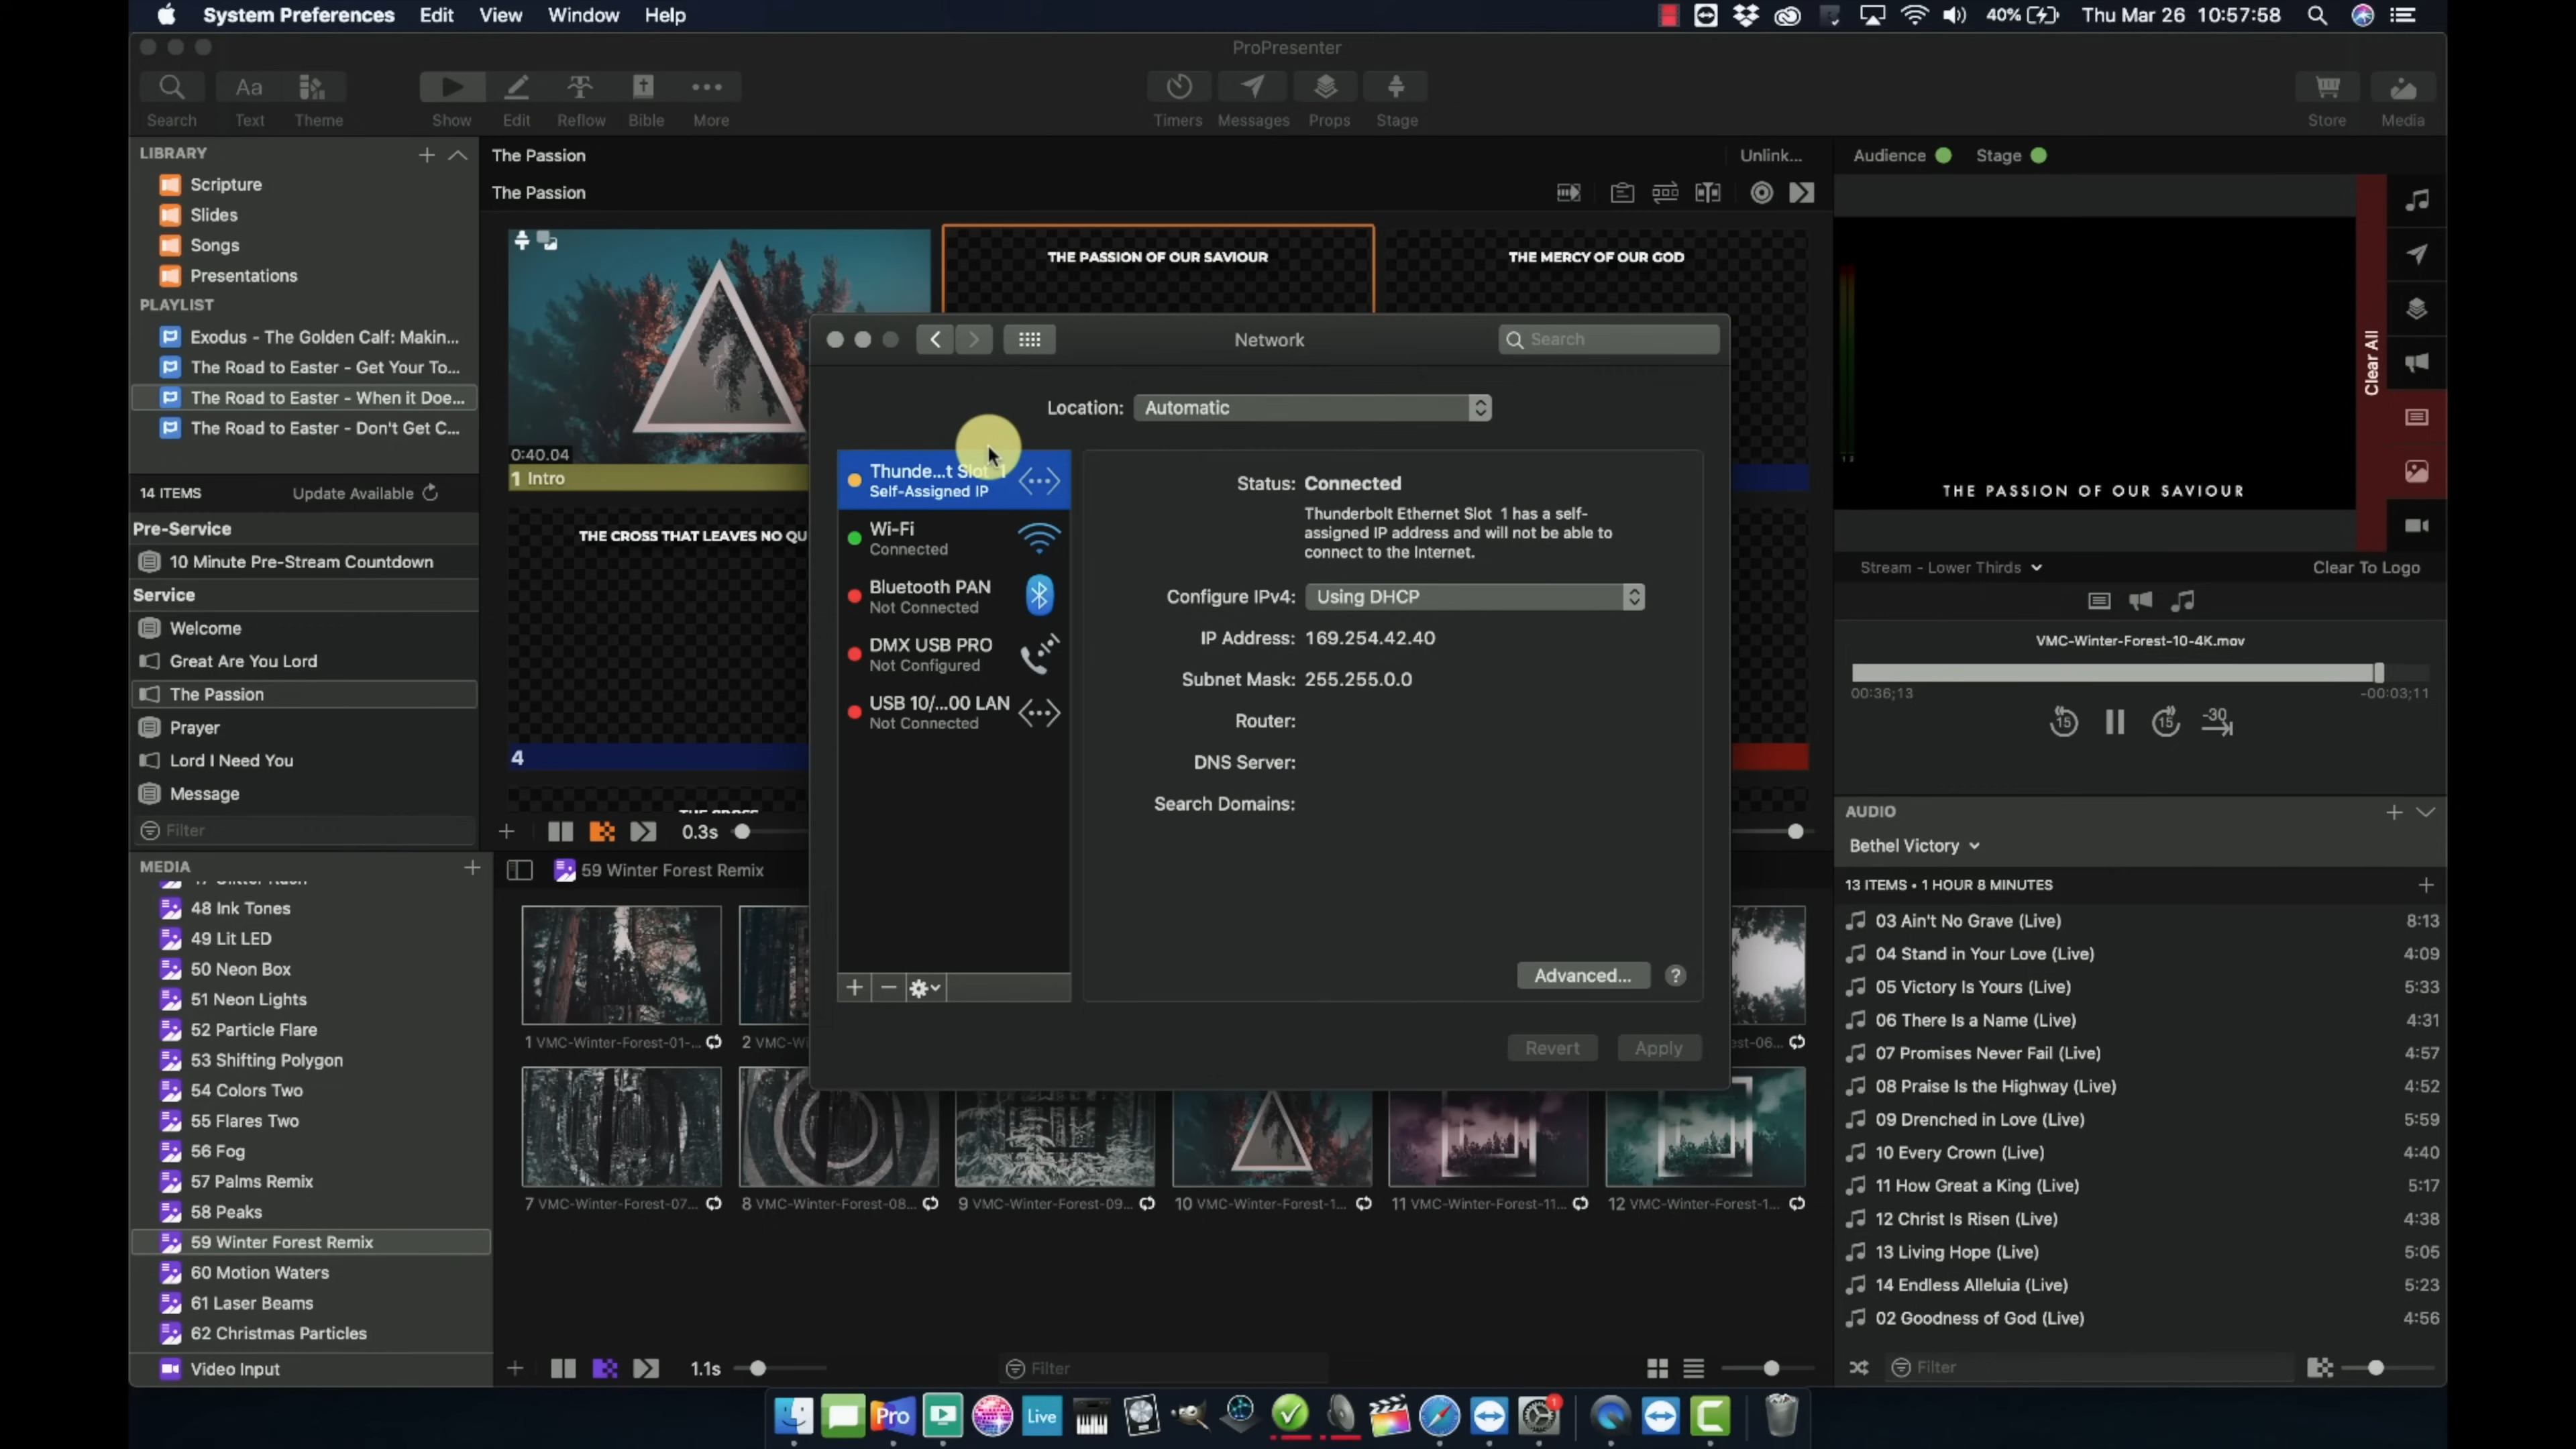 System Preferences Edit View Window Help
40% Thu Mar 26 10:57:58
ProPresenter
Search Aa Text Theme Show Edit Reflow Bible More Timers Messages Props Stage Store Media
LIBRARY
Scripture
Slides
Songs
Presentations
PLAYLIST
Exodus - The Golden Calf: Makin...
The Road to Easter - Get Your To...
The Road to Easter - When it Doe...
The Road to Easter - Don't Get C...
14 ITEMS Update Available
Pre-Service
10 Minute Pre-Stream Countdown
Service
Welcome
Great Are You Lord
The Passion
Prayer
Lord I Need You
Message
Filter
MEDIA
48 Ink Tones
49 Lit LED
50 Neon Box
51 Neon Lights
52 Particle Flare
53 Shifting Polygon
54 Colors Two
55 Flares Two
56 Fog
57 Palms Remix
58 Peaks
59 Winter Forest Remix
60 Motion Waters
61 Laser Beams
62 Christmas Particles
Video Input
The Passion Unlink...
The Passion
0:40.04
1 Intro
THE PASSION OF OUR SAVIOUR
THE MERCY OF OUR GOD
THE CROSS THAT LEAVES NO QU
4
0.3s
Network
Search
Location: Automatic
Thunde...t Slot 1
Self-Assigned IP
Wi-Fi
Connected
Bluetooth PAN
Not Connected
DMX USB PRO
Not Configured
USB 10/...00 LAN
Not Connected
Status: Connected
Thunderbolt Ethernet Slot 1 has a self-
assigned IP address and will not be able to
connect to the Internet.
Configure IPv4: Using DHCP
IP Address: 169.254.42.40
Subnet Mask: 255.255.0.0
Router:
DNS Server:
Search Domains:
Advanced... ?
Revert Apply
59 Winter Forest Remix
1 VMC-Winter-Forest-01-...
2 VMC-Wi
st-06...
7 VMC-Winter-Forest-07...
8 VMC-Winter-Forest-08...
9 VMC-Winter-Forest-09...
10 VMC-Winter-Forest-1...
11 VMC-Winter-Forest-11...
12 VMC-Winter-Forest-1...
1.1s
Filter
Audience Stage
THE PASSION OF OUR SAVIOUR
Clear All
Stream - Lower Thirds Clear To Logo
VMC-Winter-Forest-10-4K.mov
00:36;13 -00:03;11
15 15 -30
AUDIO
Bethel Victory
13 ITEMS • 1 HOUR 8 MINUTES
03 Ain't No Grave (Live) 8:13
04 Stand in Your Love (Live) 4:09
05 Victory Is Yours (Live) 5:33
06 There Is a Name (Live) 4:31
07 Promises Never Fail (Live) 4:57
08 Praise Is the Highway (Live) 4:52
09 Drenched in Love (Live) 5:59
10 Every Crown (Live) 4:40
11 How Great a King (Live) 5:17
12 Christ Is Risen (Live) 4:38
13 Living Hope (Live) 5:05
14 Endless Alleluia (Live) 5:23
02 Goodness of God (Live) 4:56
Filter
Pro Live 1